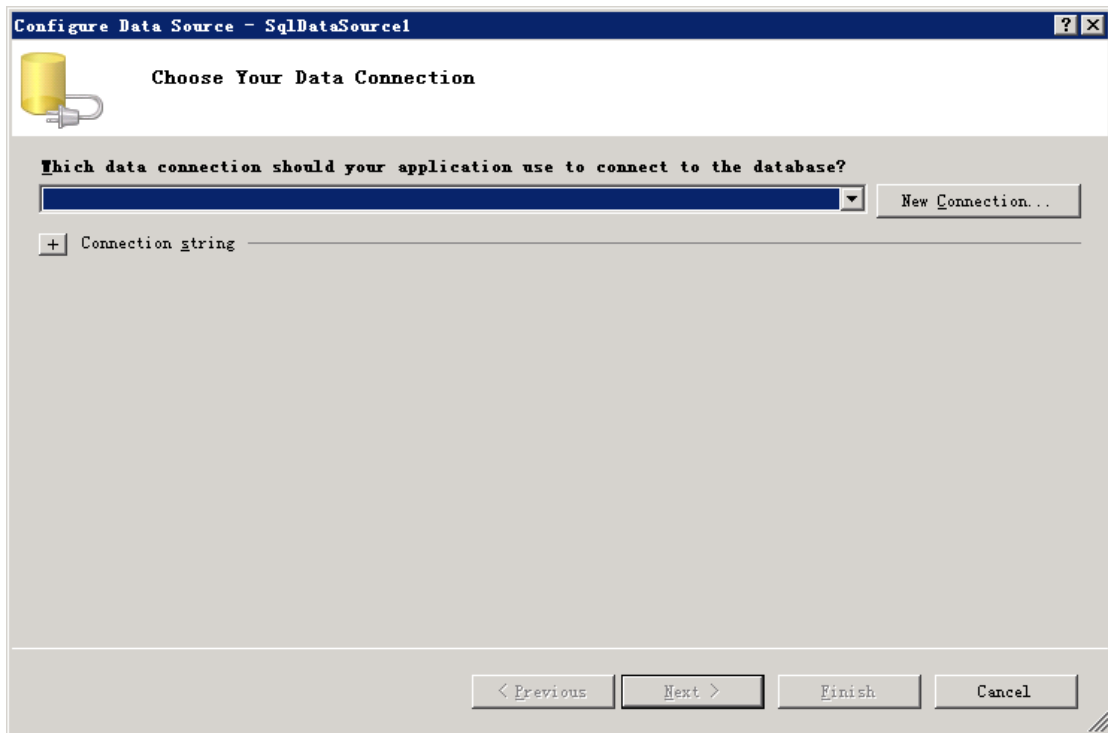 Configure Data Source - SqlDataSource1
Choose Your Data Connection
Which data connection should your application use to connect to the database?
New Connection...
+ Connection string
< Previous Next > Finish Cancel